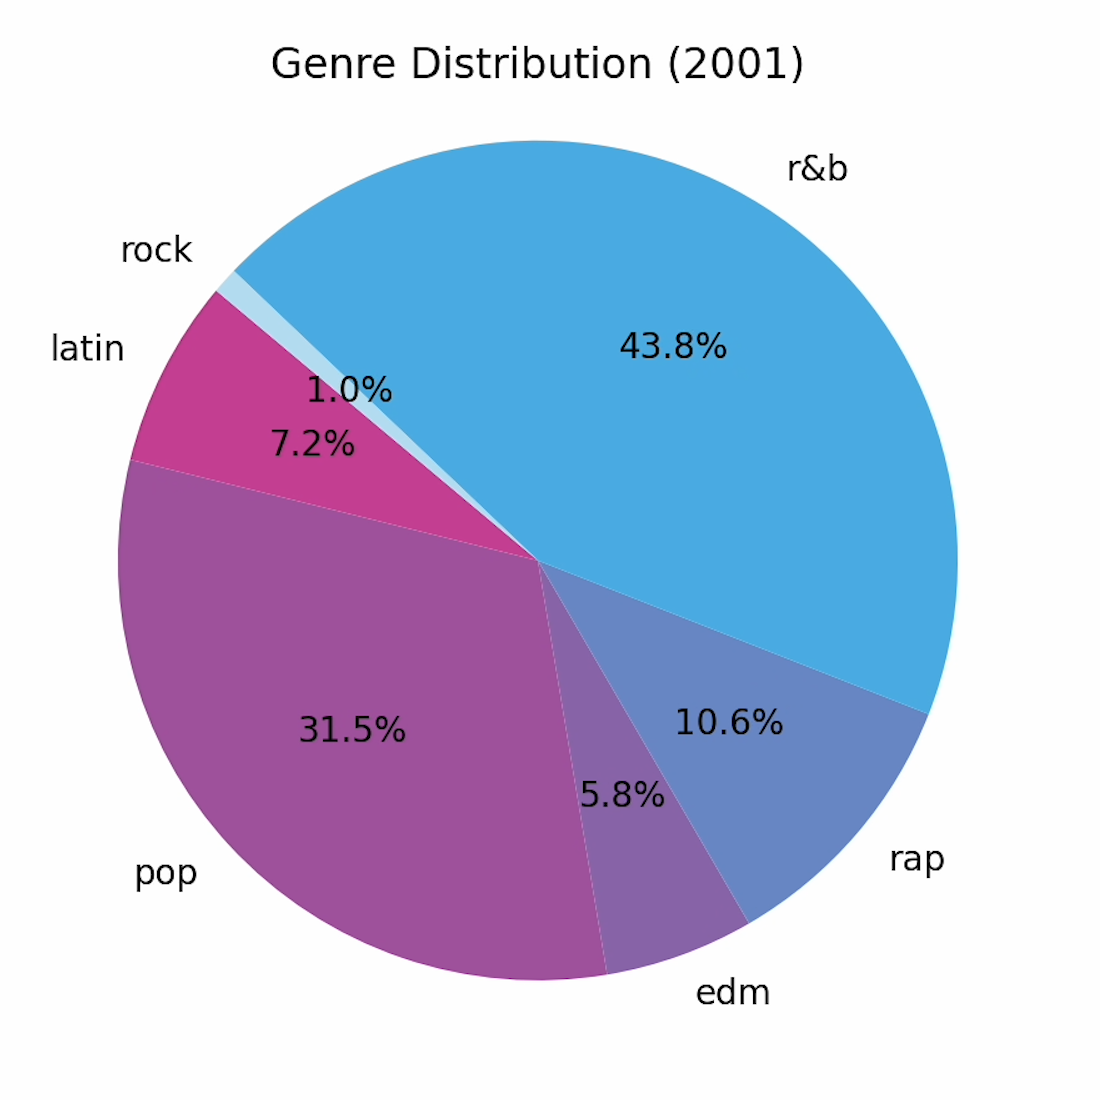 Genre Distribution (2001)
r&b
rock
latin
43.8%
1.0%
7.2%
10.6%
31.5%
5.8%
rap
pop
edm